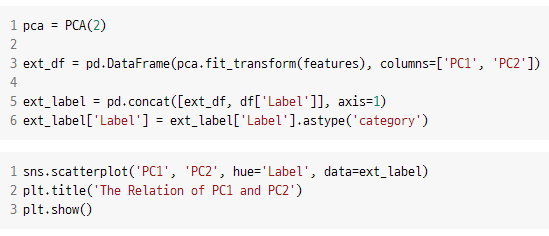 1 pca = PCA(2)
2
3 ext_df = pd.DataFrame(pca.fit_transform(features), columns=['PC1', 'PC2'])
4
5 ext_label = pd.concat([ext_df, df['Label']], axis=1)
6 ext_label['Label'] = ext_label['Label'].astype('category')
1 sns.scatterplot('PC1', 'PC2', hue='Label', data=ext_label)
2 plt.title('The Relation of PC1 and PC2')
3 plt.show()